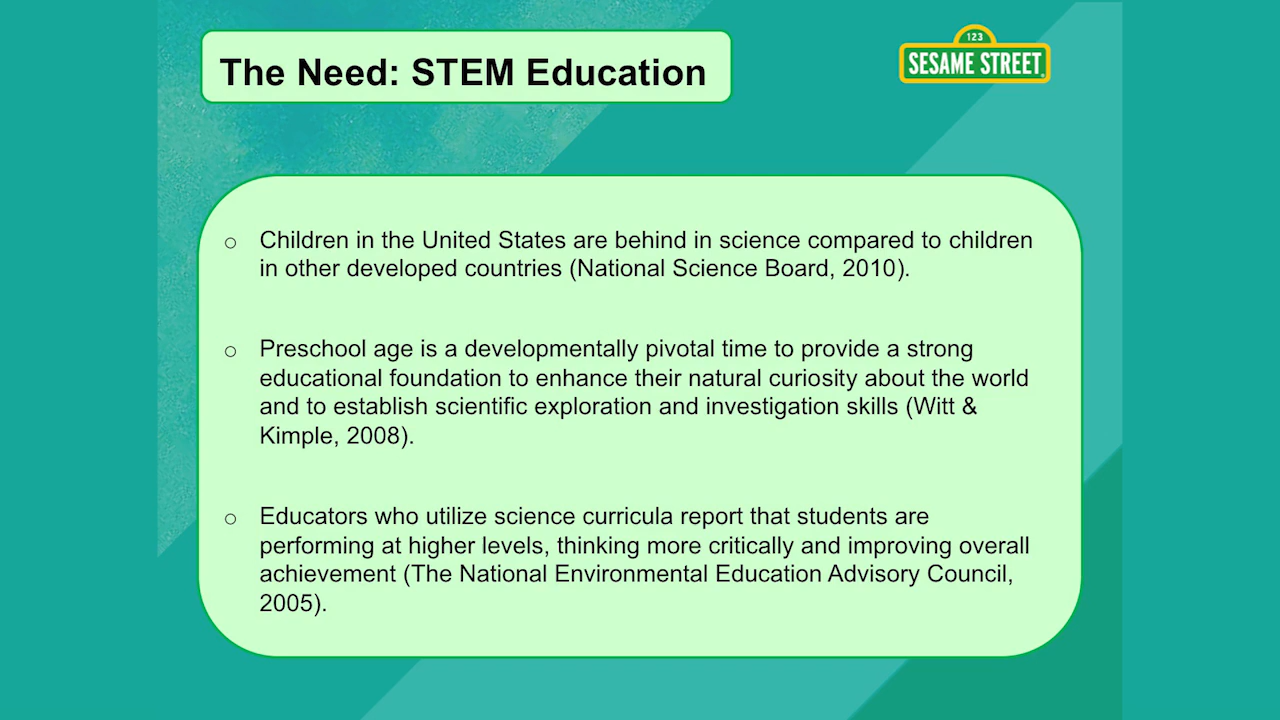 The Need: STEM Education
123
SESAME STREET
○ Children in the United States are behind in science compared to children
in other developed countries (National Science Board, 2010).
○ Preschool age is a developmentally pivotal time to provide a strong
educational foundation to enhance their natural curiosity about the world
and to establish scientific exploration and investigation skills (Witt &
Kimple, 2008).
○ Educators who utilize science curricula report that students are
performing at higher levels, thinking more critically and improving overall
achievement (The National Environmental Education Advisory Council,
2005).